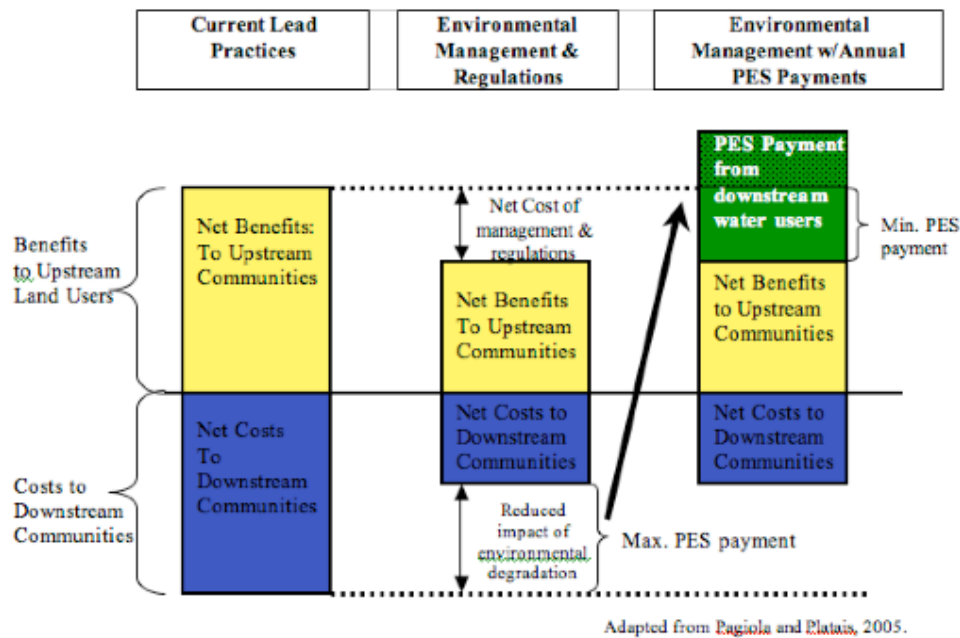 Current Lead
Practices
Environmental
Management &
Regulations
Environmental
Management w/Annual
PES Payments
PES Payment
from
downstream
water users
Net Benefits:
To Upstream
Communities
Net Cost of
management &
regulations
Min. PES
payment
Benefits
to Upstream
Land Users
Net Benefits
To Upstream
Communities
Net Benefits
to Upstream
Communities
Net Costs
To
Downstream
Communities
Net Costs to
Downstream
Communities
Net Costs to
Downstream
Communities
Costs to
Downstream
Communities
Reduced
impact of
environmental
degradation
Max. PES payment
Adapted from Pagiola and Platais, 2005.